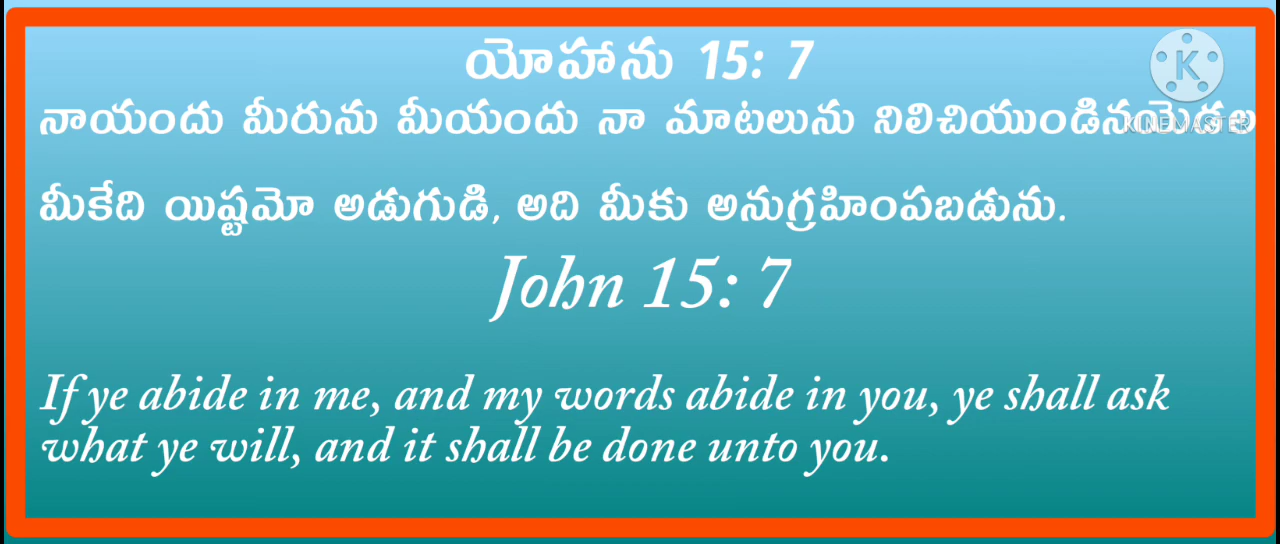 యోహాను 15: 7
K
నాయందు మీరును మీయందు నా మాటలును నిలిచియుండినయెడల
KINEMASTER
మీకేది యిష్టమో అడుగుడి, అది మీకు అనుగ్రహింపబడును.
John 15: 7
If ye abide in me, and my words abide in you, ye shall ask
what ye will, and it shall be done unto you.